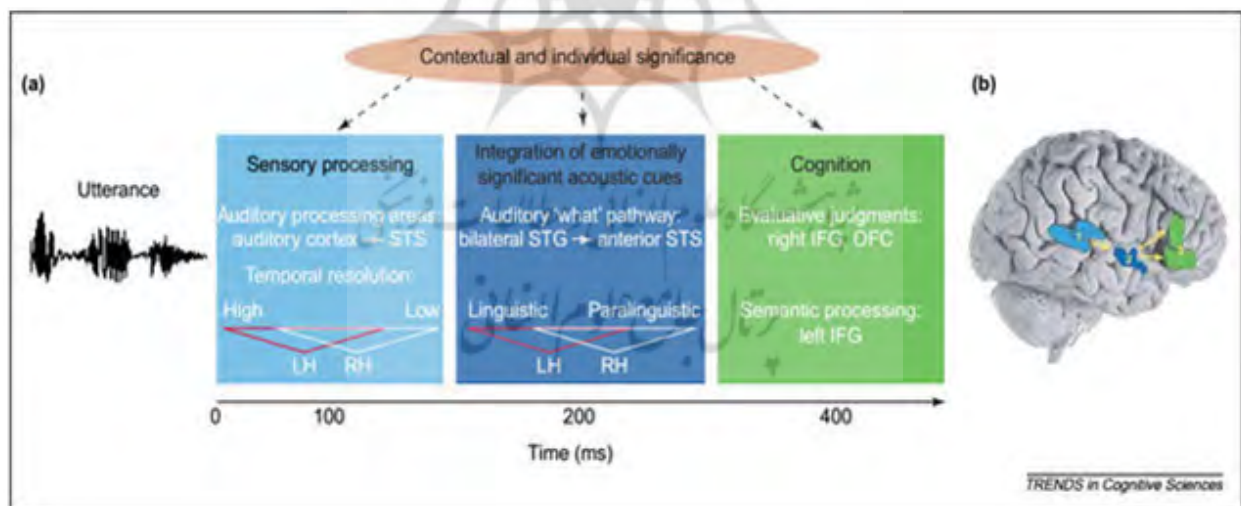 Contextual and individual significance
(a)
(b)
Utterance
Sensory processing
Auditory processing areas:
auditory cortex → STS
Temporal resolution:
High Low
LH RH
Integration of emotionally
significant acoustic cues
Auditory ‘what’ pathway:
bilateral STG → anterior STS
Linguistic Paralinguistic
LH RH
Cognition
Evaluative judgments:
right IFG, OFC
Semantic processing:
left IFG
0 100 200 400
Time (ms)
TRENDS in Cognitive Sciences